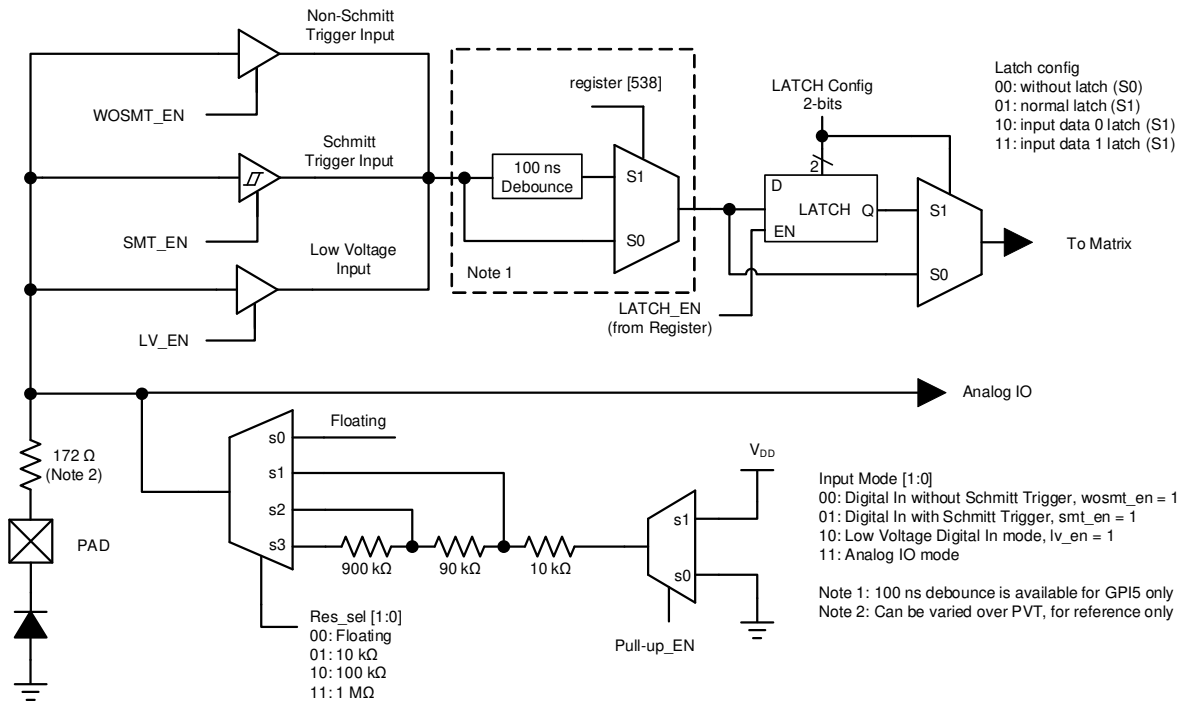 Non-Schmitt
Trigger Input
WOSMT_EN
Schmitt
Trigger Input
SMT_EN
Low Voltage
Input
LV_EN
register [538]
100 ns
Debounce
S1
S0
Note 1
LATCH Config
2-bits
2
D
LATCH
Q
EN
LATCH_EN
(from Register)
S1
S0
To Matrix
Latch config
00: without latch (S0)
01: normal latch (S1)
10: input data 0 latch (S1)
11: input data 1 latch (S1)
Analog IO
172 Ω
(Note 2)
PAD
Floating
s0
s1
s2
s3
900 kΩ
90 kΩ
10 kΩ
Res_sel [1:0]
00: Floating
01: 10 kΩ
10: 100 kΩ
11: 1 MΩ
VDD
s1
s0
Pull-up_EN
Input Mode [1:0]
00: Digital In without Schmitt Trigger, wosmt_en = 1
01: Digital In with Schmitt Trigger, smt_en = 1
10: Low Voltage Digital In mode, lv_en = 1
11: Analog IO mode
Note 1: 100 ns debounce is available for GPI5 only
Note 2: Can be varied over PVT, for reference only